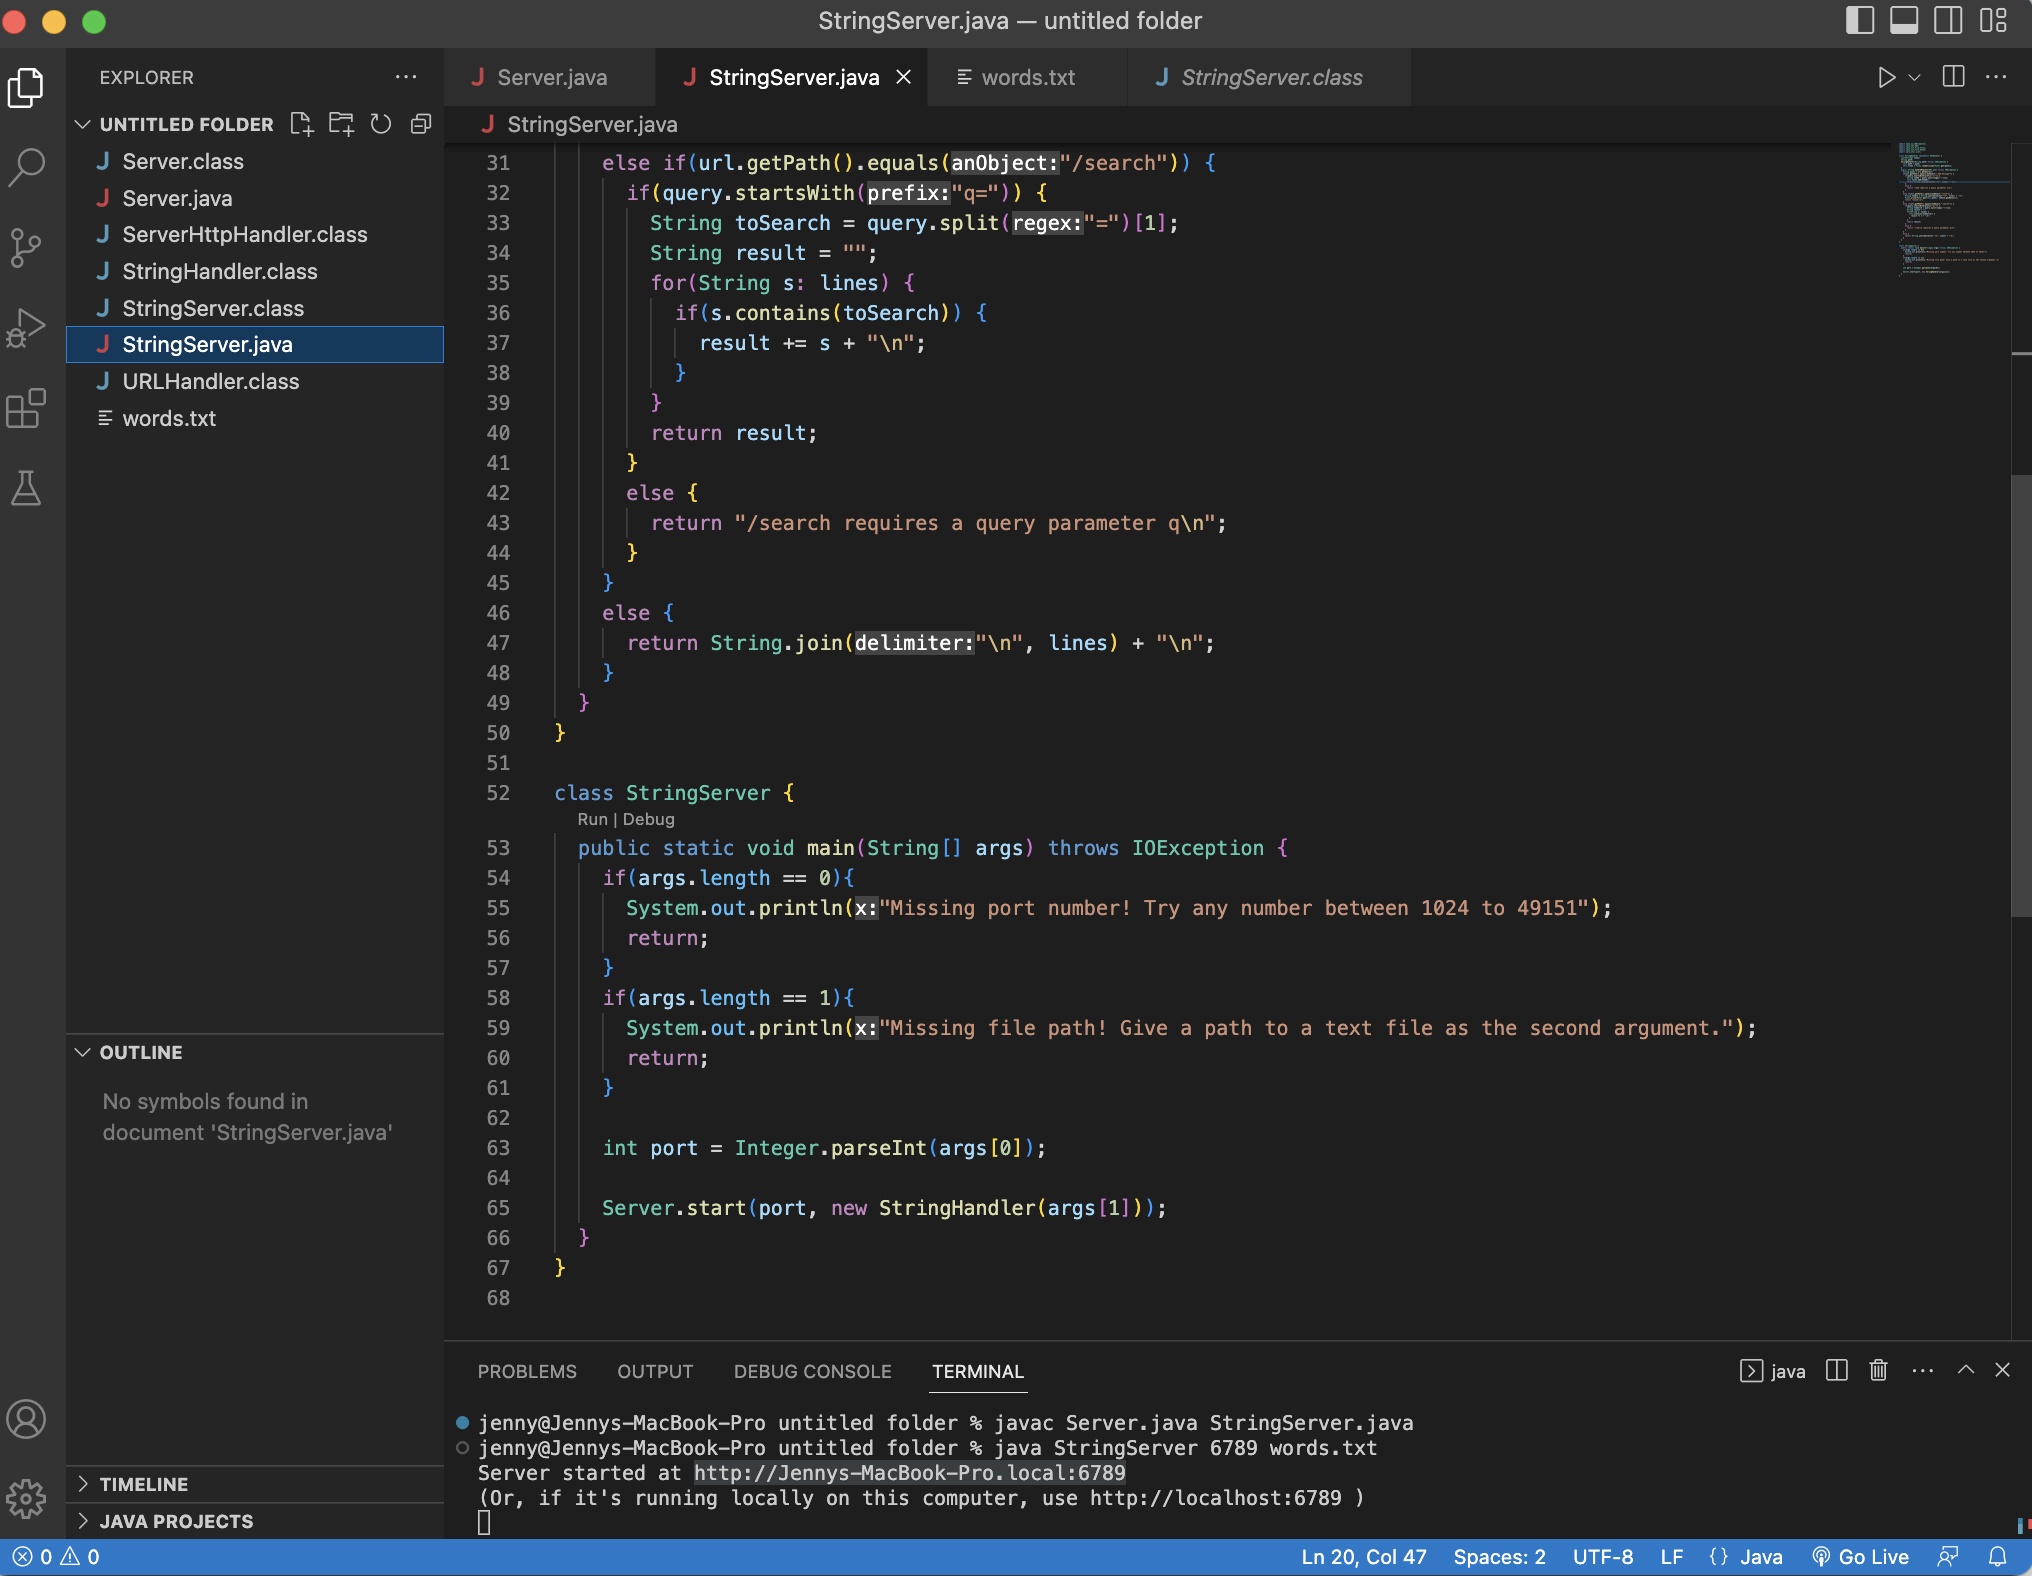 StringServer.java — untitled folder
EXPLORER
UNTITLED FOLDER
Server.class
Server.java
ServerHttpHandler.class
StringHandler.class
StringServer.class
StringServer.java
URLHandler.class
words.txt
OUTLINE
No symbols found in
document 'StringServer.java'
TIMELINE
JAVA PROJECTS
Server.java StringServer.java words.txt StringServer.class
StringServer.java
31 else if(url.getPath().equals(anObject:"/search")) {
32 if(query.startsWith(prefix:"q=")) {
33 String toSearch = query.split(regex:"=")[1];
34 String result = "";
35 for(String s: lines) {
36 if(s.contains(toSearch)) {
37 result += s + "\n";
38 }
39 }
40 return result;
41 }
42 else {
43 return "/search requires a query parameter q\n";
44 }
45 }
46 else {
47 return String.join(delimiter:"\n", lines) + "\n";
48 }
49 }
50 }
51
52 class StringServer {
Run | Debug
53 public static void main(String[] args) throws IOException {
54 if(args.length == 0){
55 System.out.println(x:"Missing port number! Try any number between 1024 to 49151");
56 return;
57 }
58 if(args.length == 1){
59 System.out.println(x:"Missing file path! Give a path to a text file as the second argument.");
60 return;
61 }
62
63 int port = Integer.parseInt(args[0]);
64
65 Server.start(port, new StringHandler(args[1]));
66 }
67 }
68
PROBLEMS OUTPUT DEBUG CONSOLE TERMINAL java
jenny@Jennys-MacBook-Pro untitled folder % javac Server.java StringServer.java
jenny@Jennys-MacBook-Pro untitled folder % java StringServer 6789 words.txt
Server started at http://Jennys-MacBook-Pro.local:6789
(Or, if it's running locally on this computer, use http://localhost:6789 )
0 0 Ln 20, Col 47 Spaces: 2 UTF-8 LF {} Java Go Live